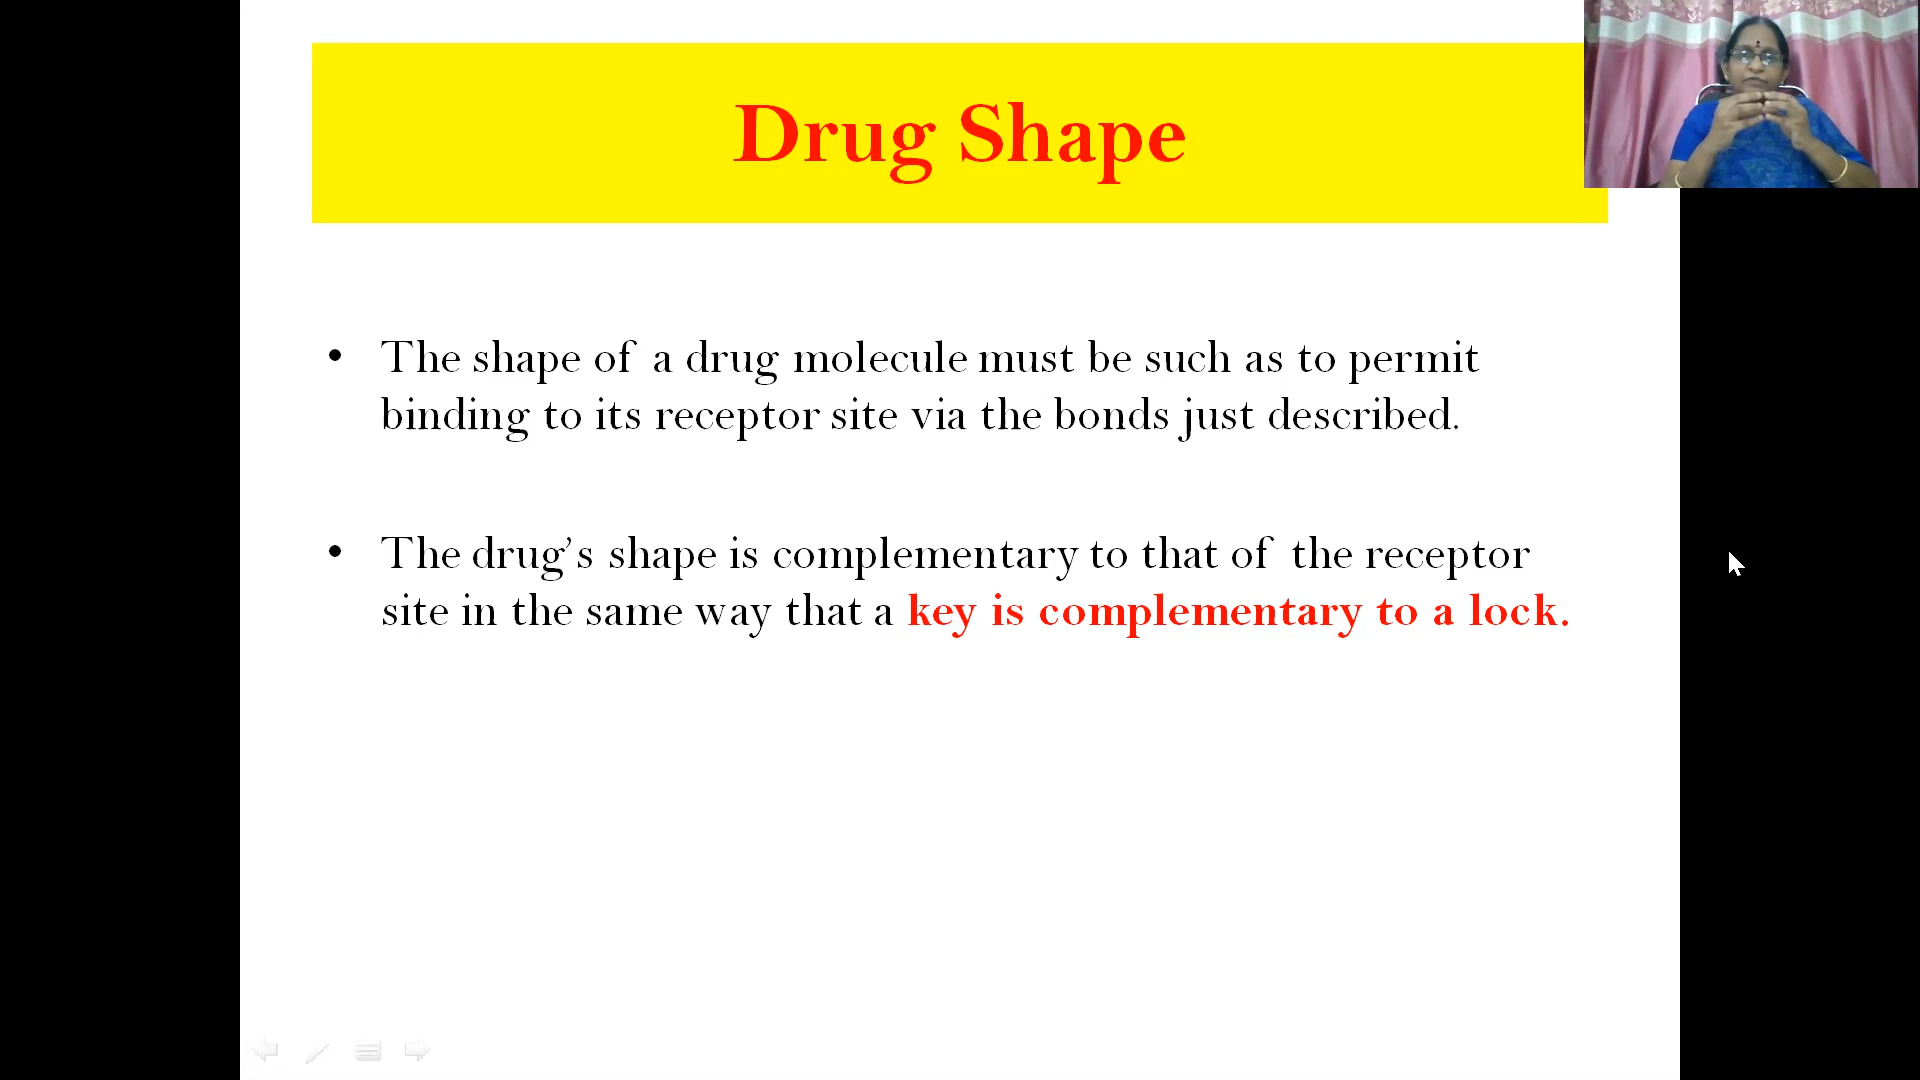 Drug Shape
• The shape of a drug molecule must be such as to permit
binding to its receptor site via the bonds just described.
• The drug’s shape is complementary to that of the receptor
site in the same way that a key is complementary to a lock.